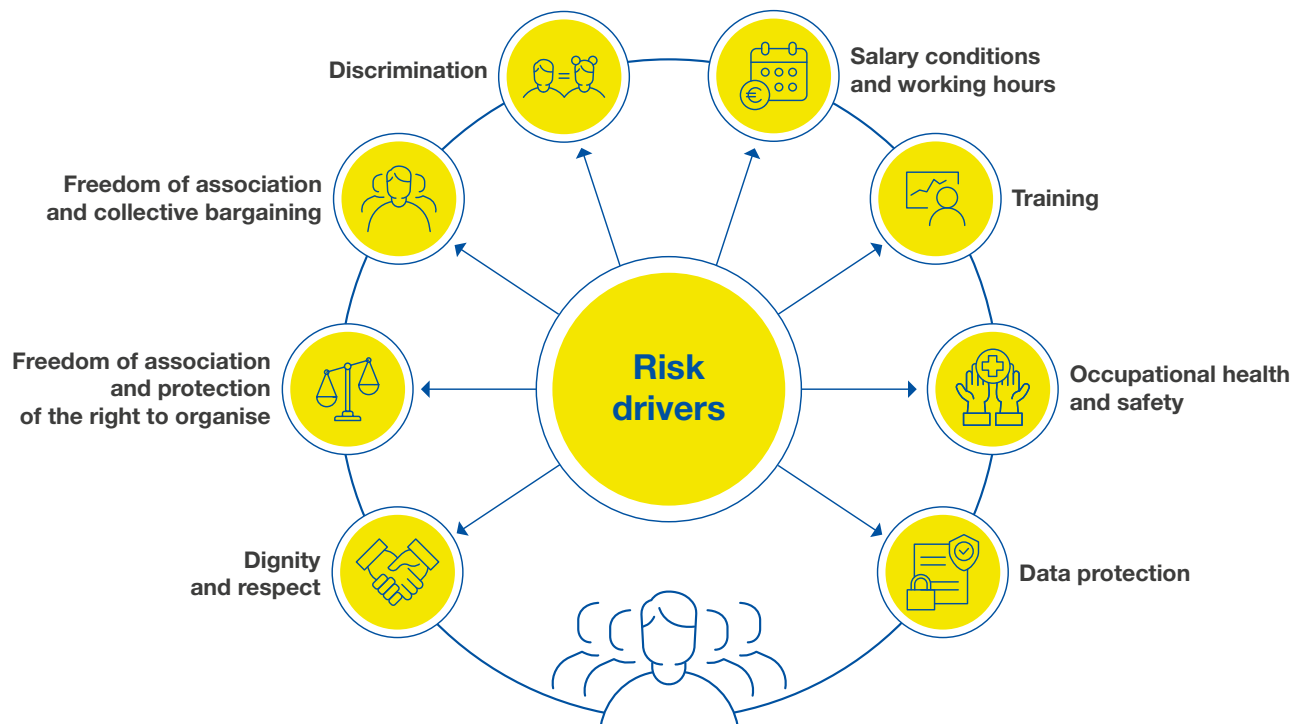 Discrimination
Salary conditions
and working hours
Freedom of association
and collective bargaining
Training
Risk
drivers
Freedom of association
and protection
of the right to organise
Occupational health
and safety
Dignity
and respect
Data protection
€